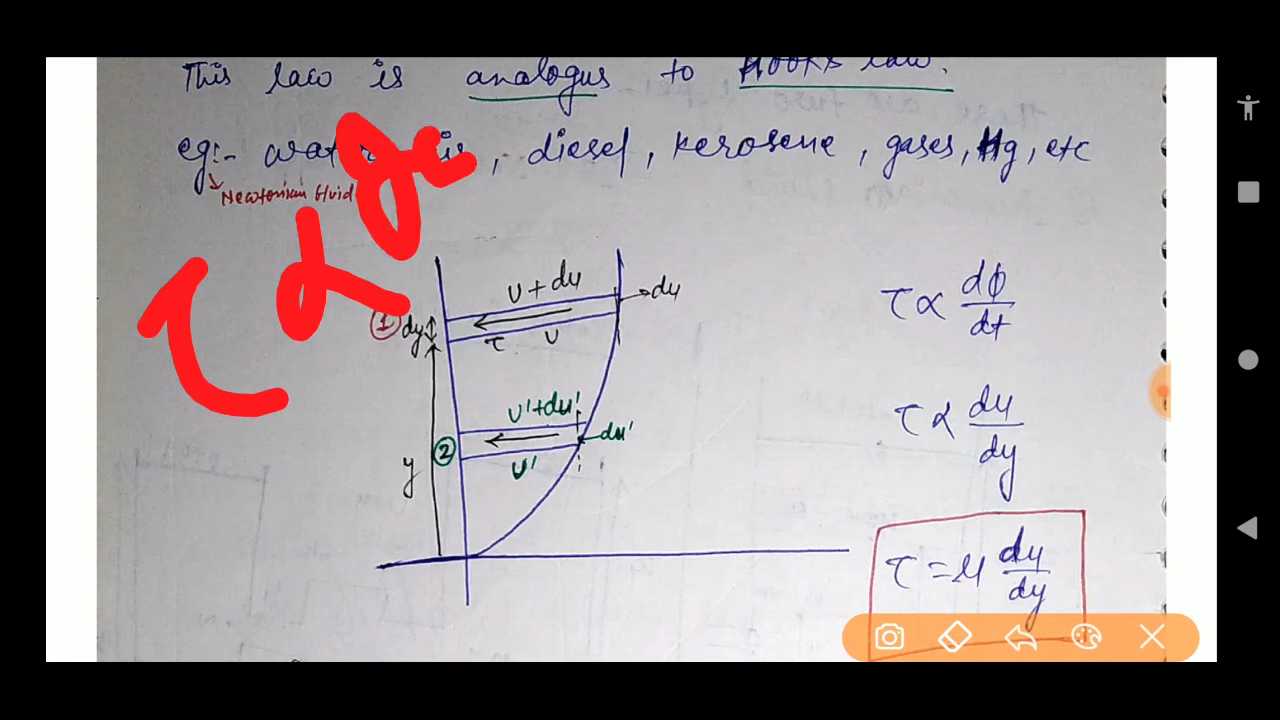 This law is analogus to Hooks law.
eg:- water, air, diesel, kerosene, gases, Hg, etc
Newtonian fluid
τ α
U + du
du
① dy
τ U
τ ∝ dϕ/dt
U'+du'
du'
② U'
y
τ ∝ du/dy
τ = μ du/dy